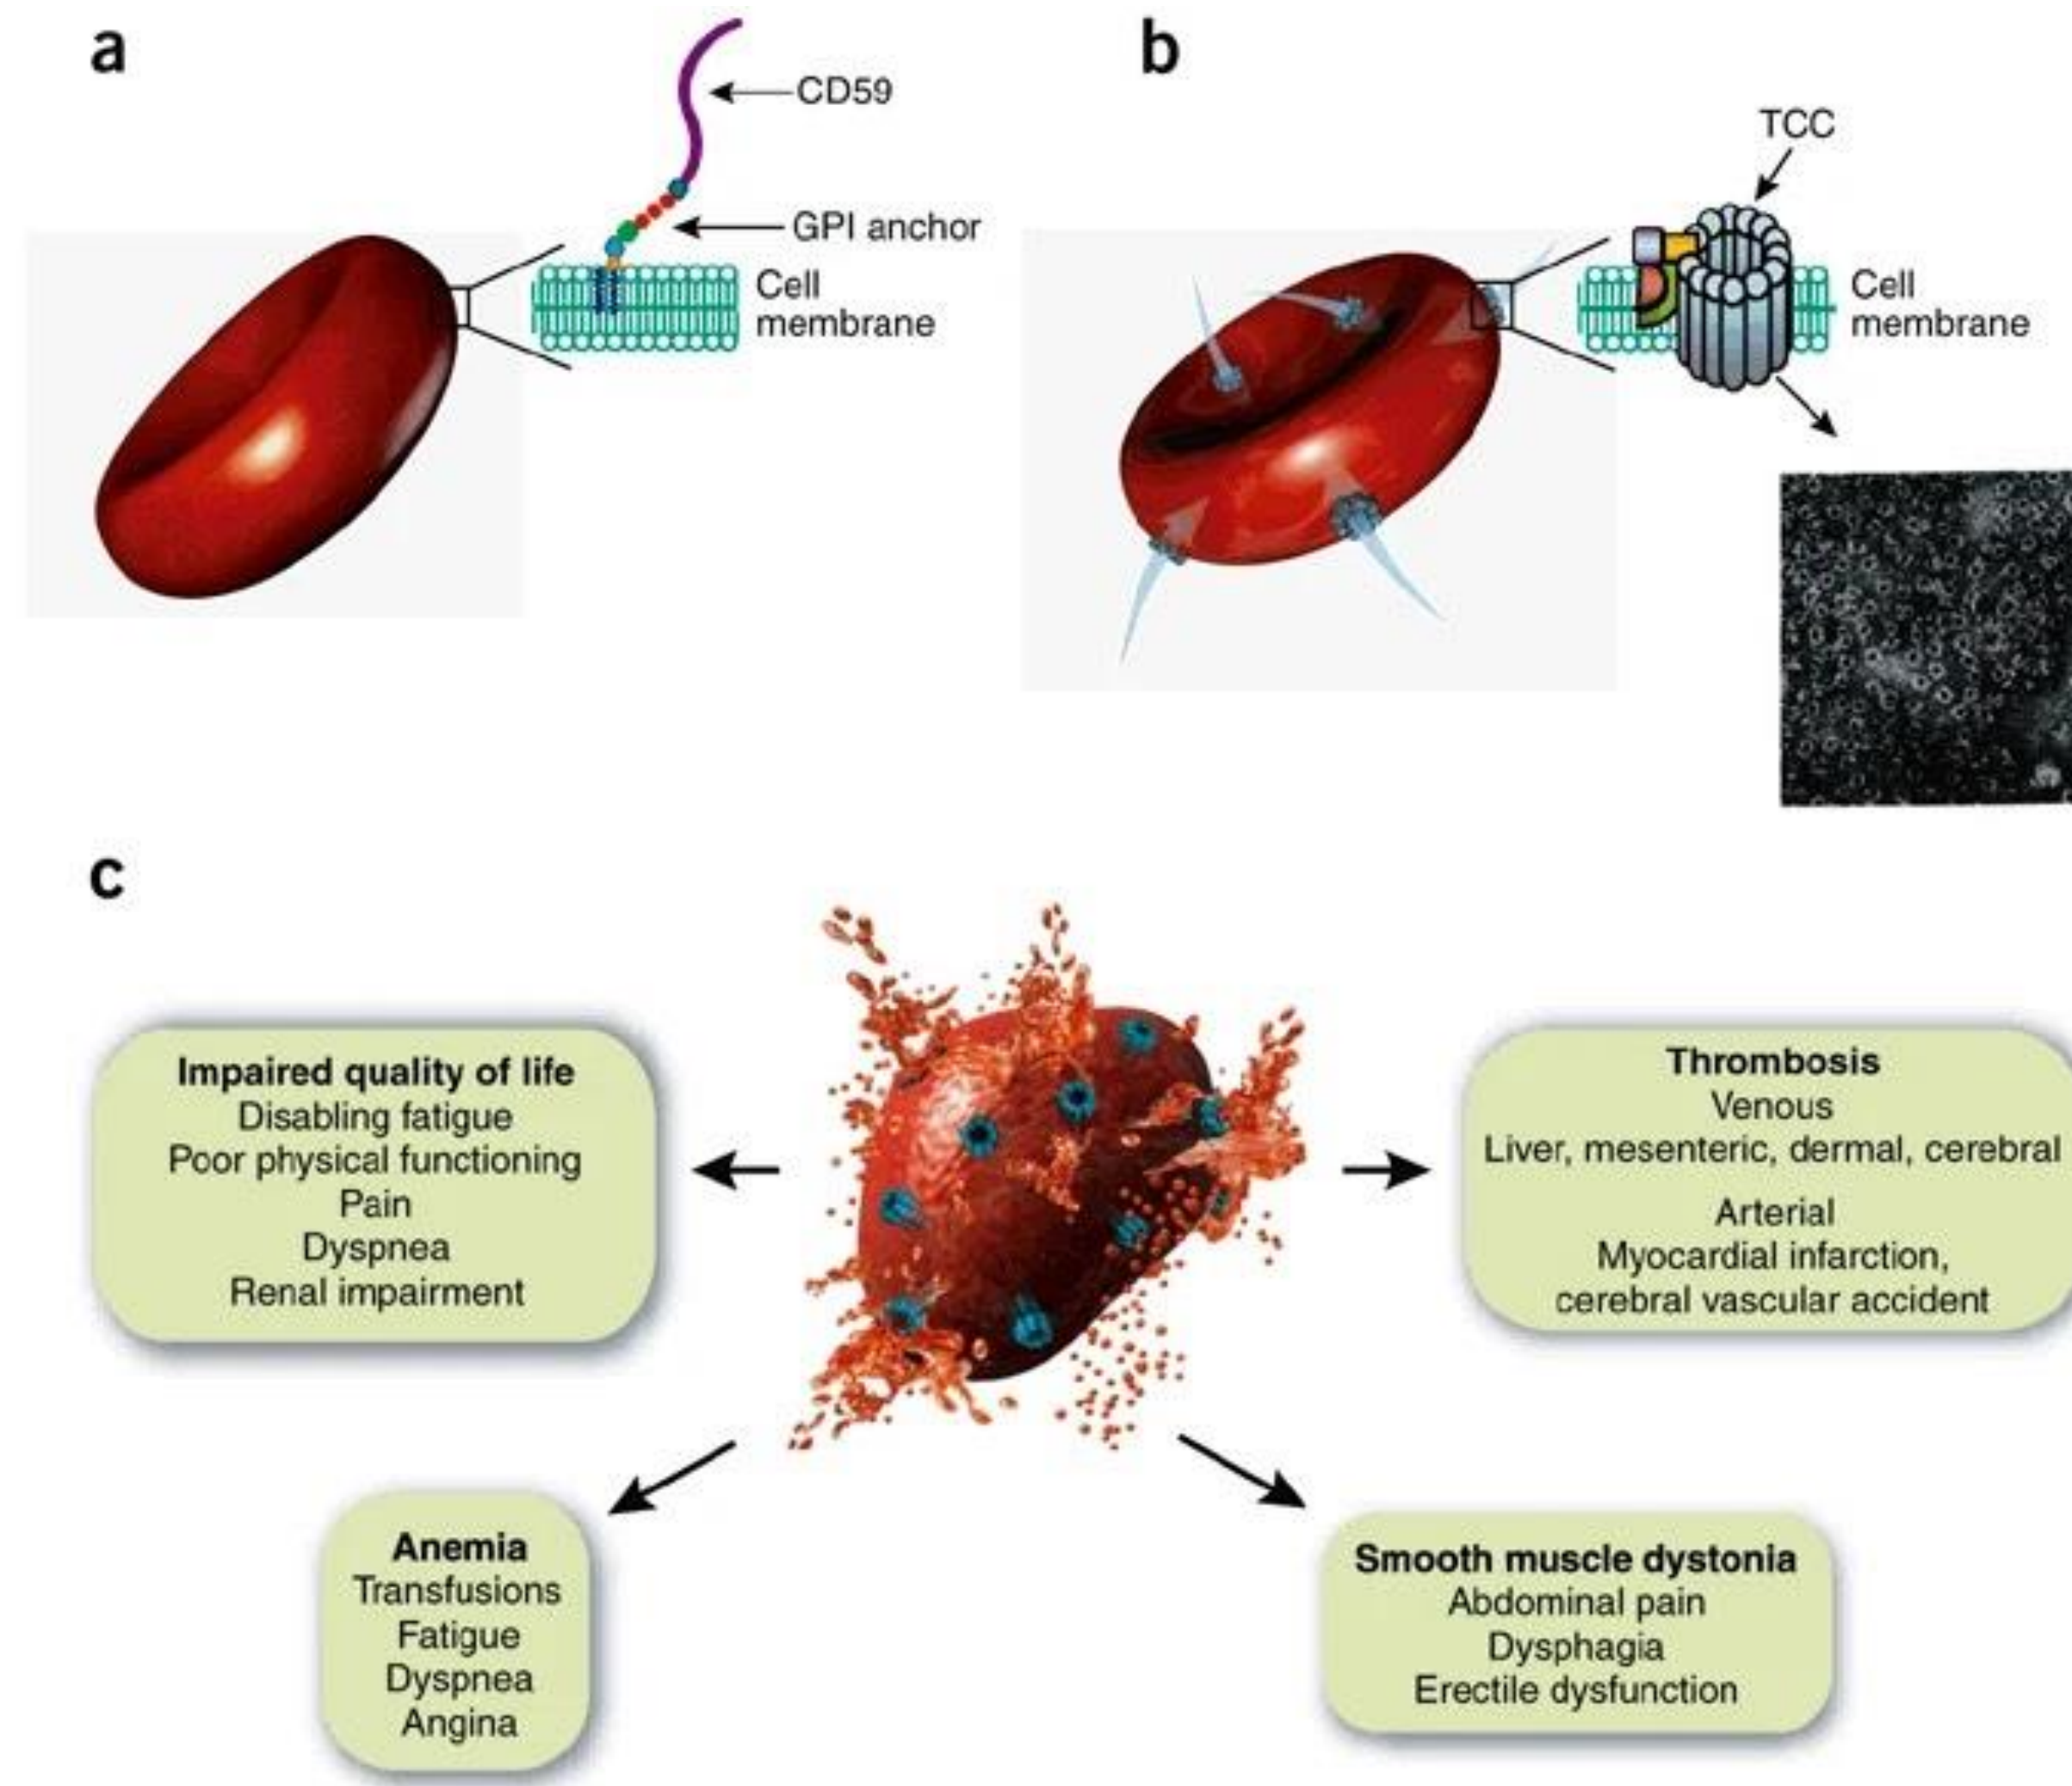 a
CD59
GPI anchor
Cell
membrane
b
TCC
Cell
membrane
c
Impaired quality of life
Disabling fatigue
Poor physical functioning
Pain
Dyspnea
Renal impairment
Thrombosis
Venous
Liver, mesenteric, dermal, cerebral
Arterial
Myocardial infarction,
cerebral vascular accident
Anemia
Transfusions
Fatigue
Dyspnea
Angina
Smooth muscle dystonia
Abdominal pain
Dysphagia
Erectile dysfunction